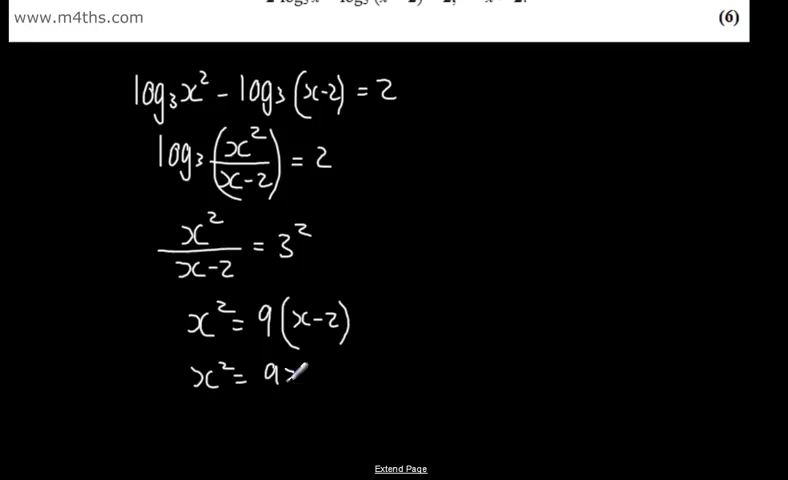 www.m4ths.com
(6)
log₃x² - log₃(x-2) = 2
log₃(x²/(x-2)) = 2
x²/(x-2) = 3²
x² = 9(x-2)
x² = 9x
Extend Page